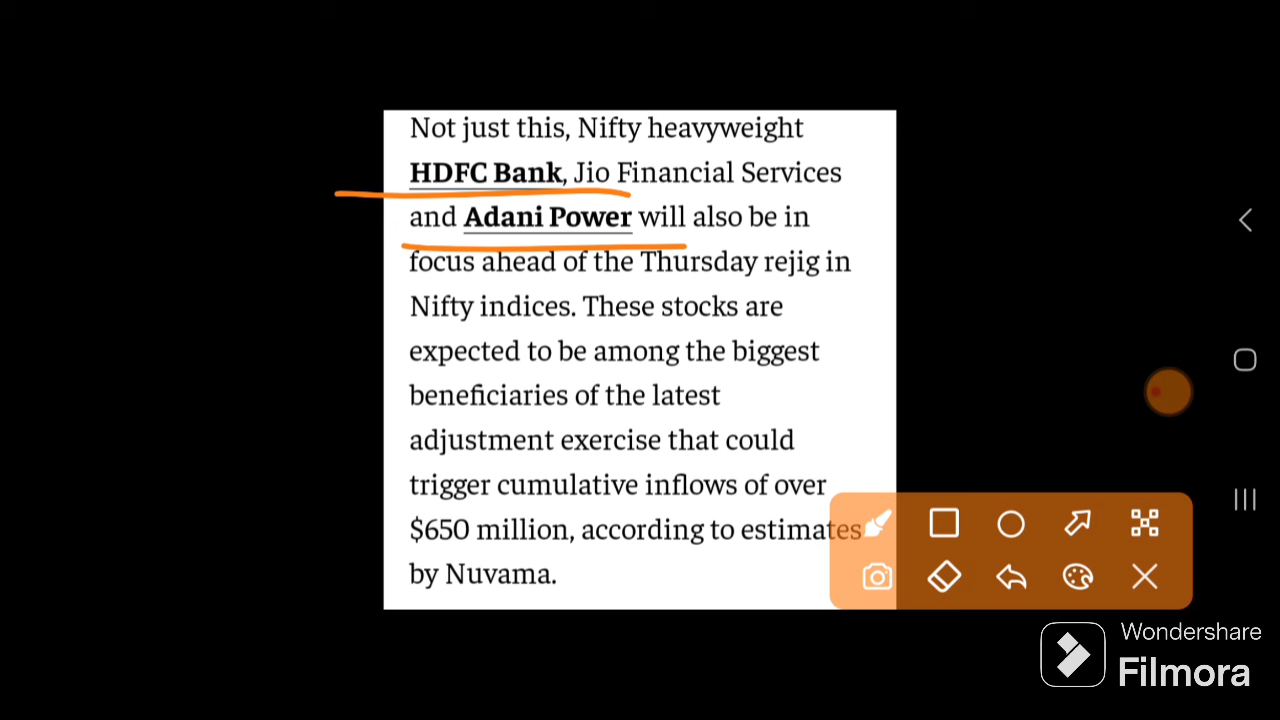 Not just this, Nifty heavyweight
HDFC Bank, Jio Financial Services
and Adani Power will also be in
focus ahead of the Thursday rejig in
Nifty indices. These stocks are
expected to be among the biggest
beneficiaries of the latest
adjustment exercise that could
trigger cumulative inflows of over
$650 million, according to estimates
by Nuvama.
Wondershare
Filmora